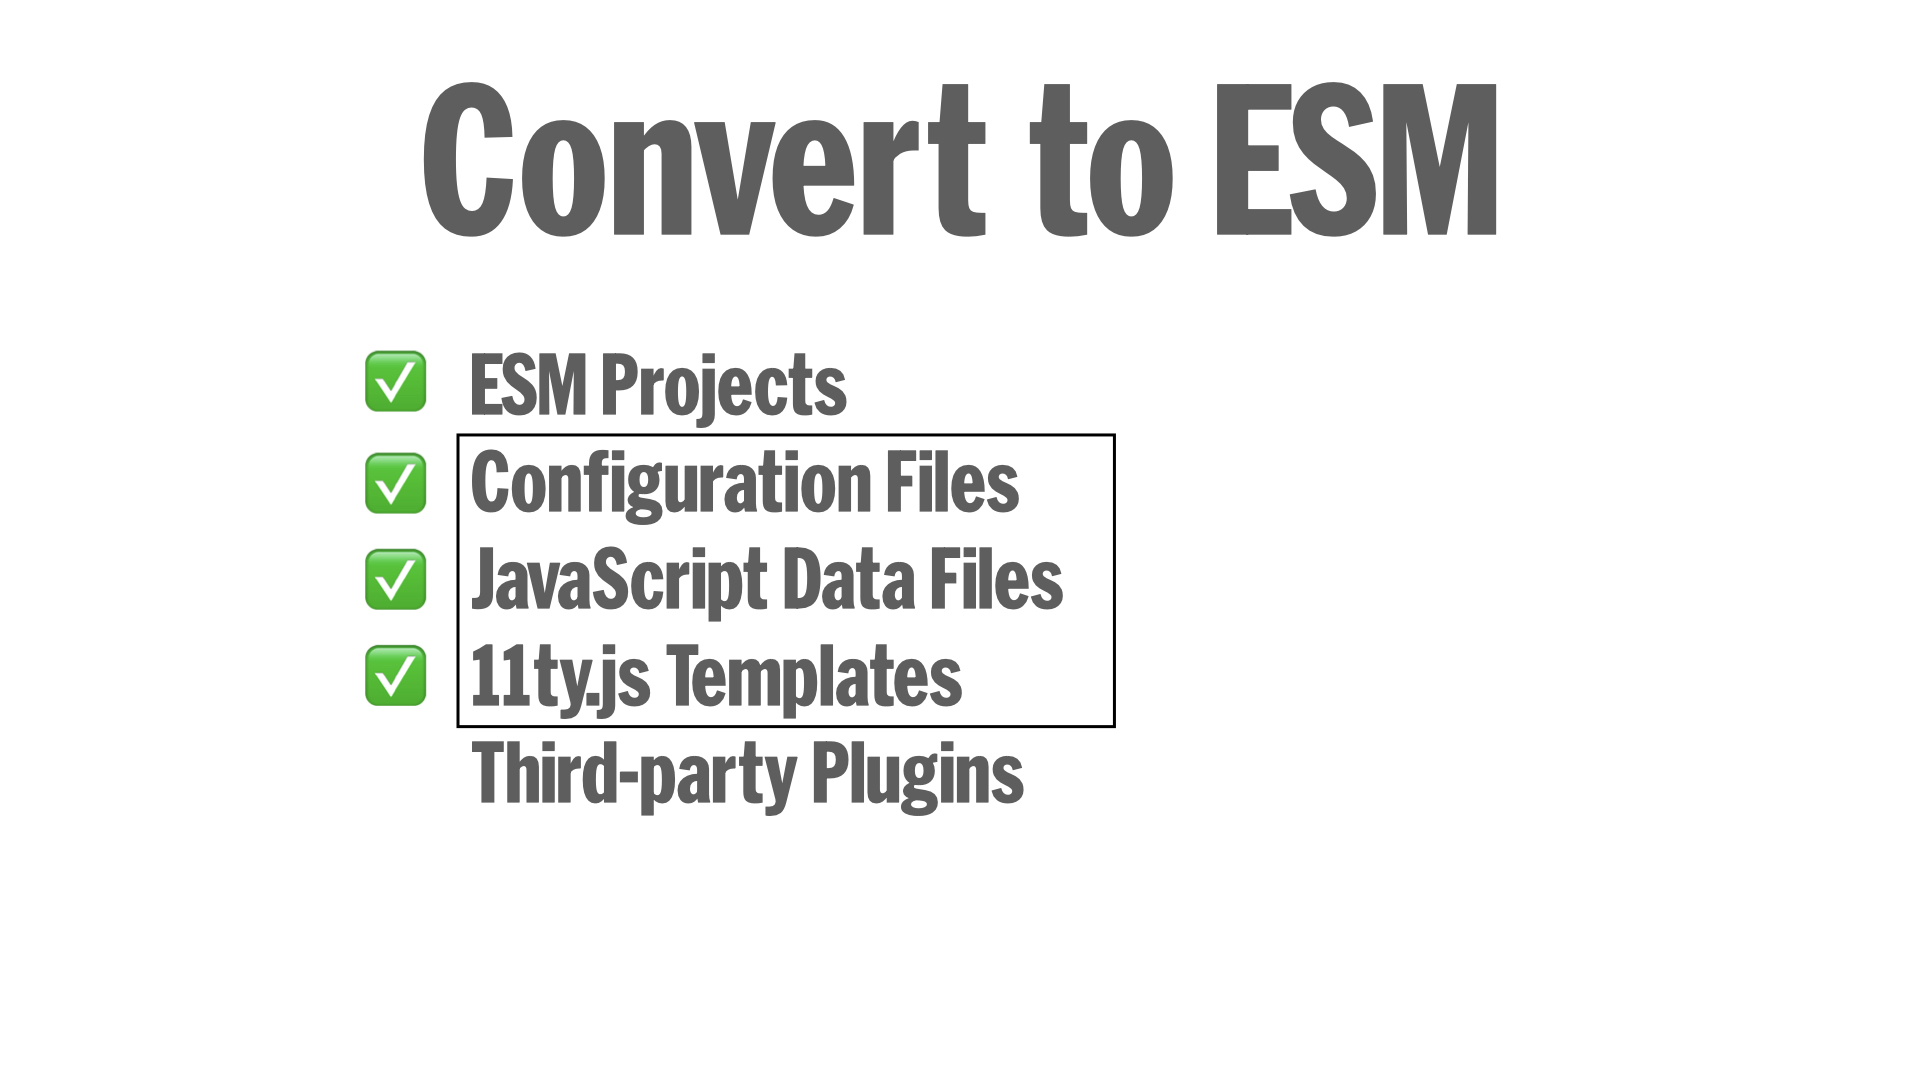 Convert to ESM
✅ ESM Projects
✅ Configuration Files
✅ JavaScript Data Files
✅ 11ty.js Templates
Third-party Plugins